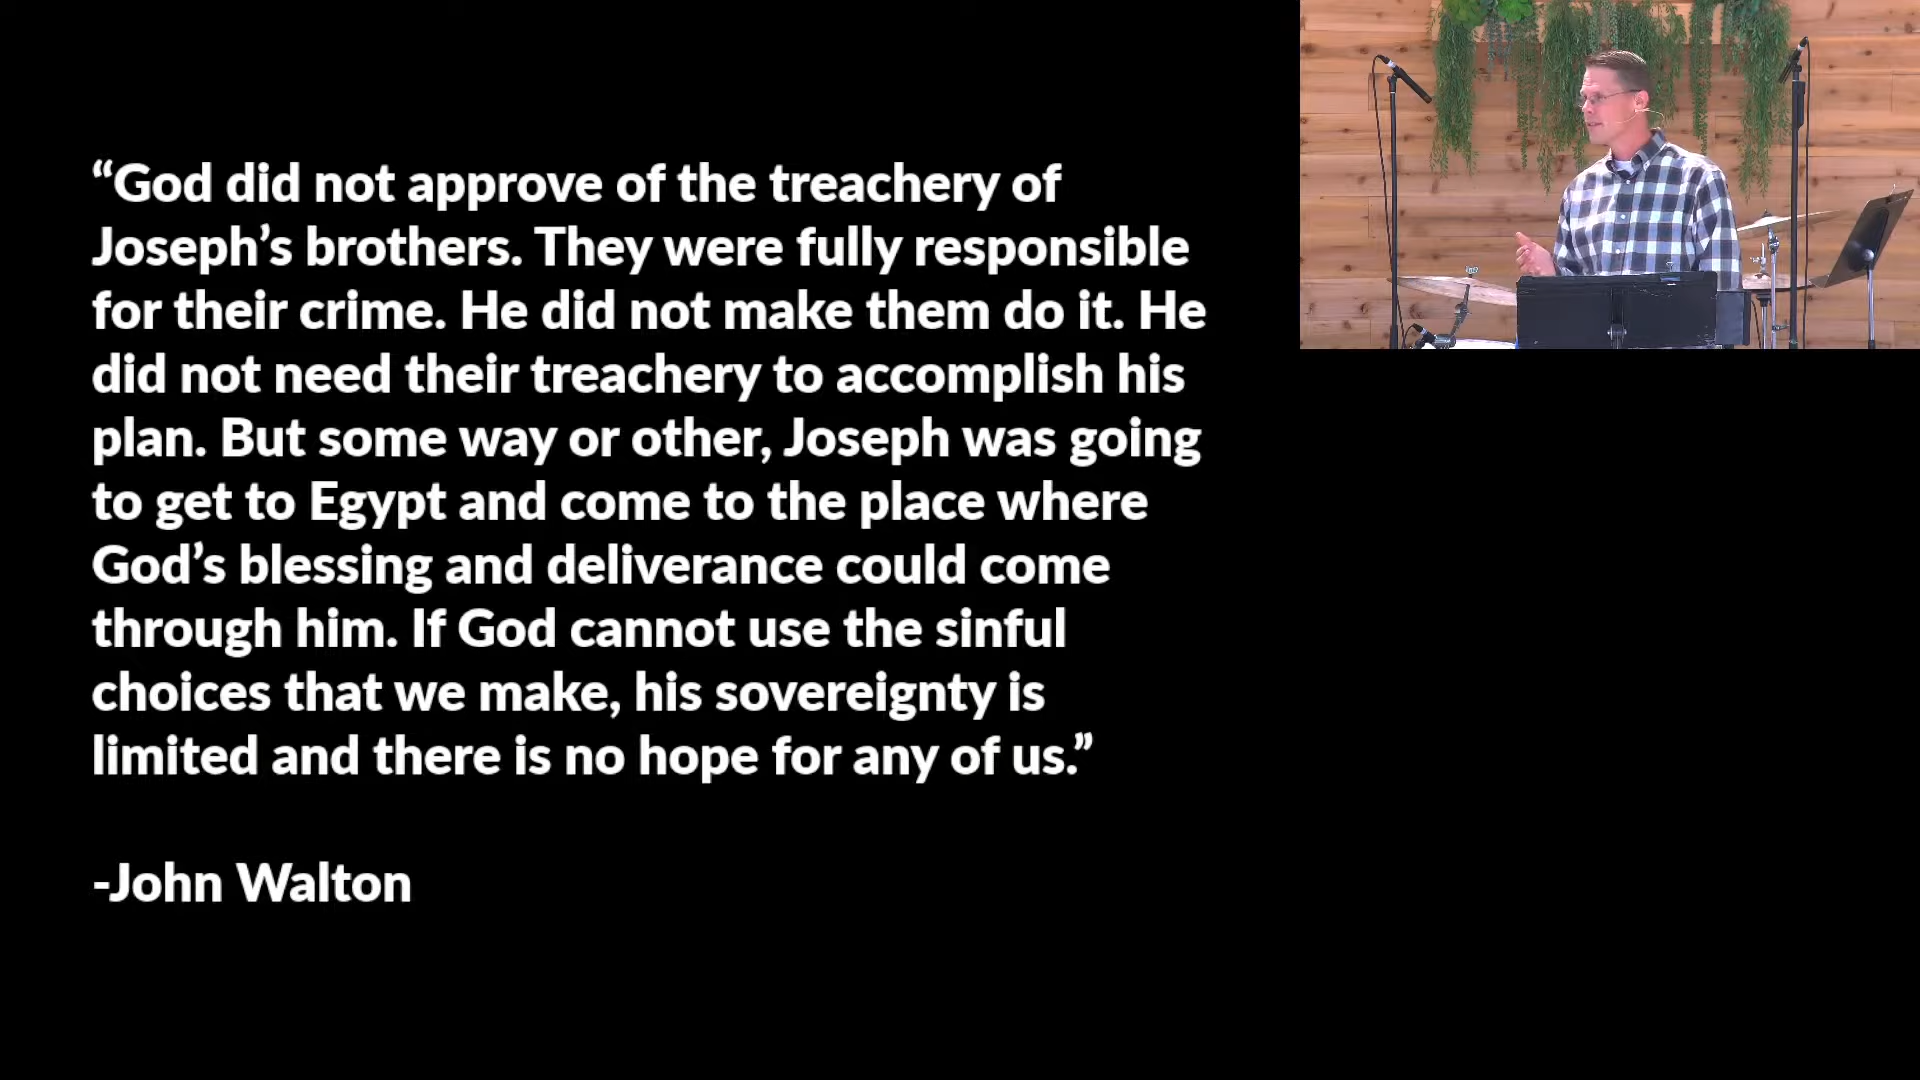 “God did not approve of the treachery of
Joseph’s brothers. They were fully responsible
for their crime. He did not make them do it. He
did not need their treachery to accomplish his
plan. But some way or other, Joseph was going
to get to Egypt and come to the place where
God’s blessing and deliverance could come
through him. If God cannot use the sinful
choices that we make, his sovereignty is
limited and there is no hope for any of us.”
-John Walton